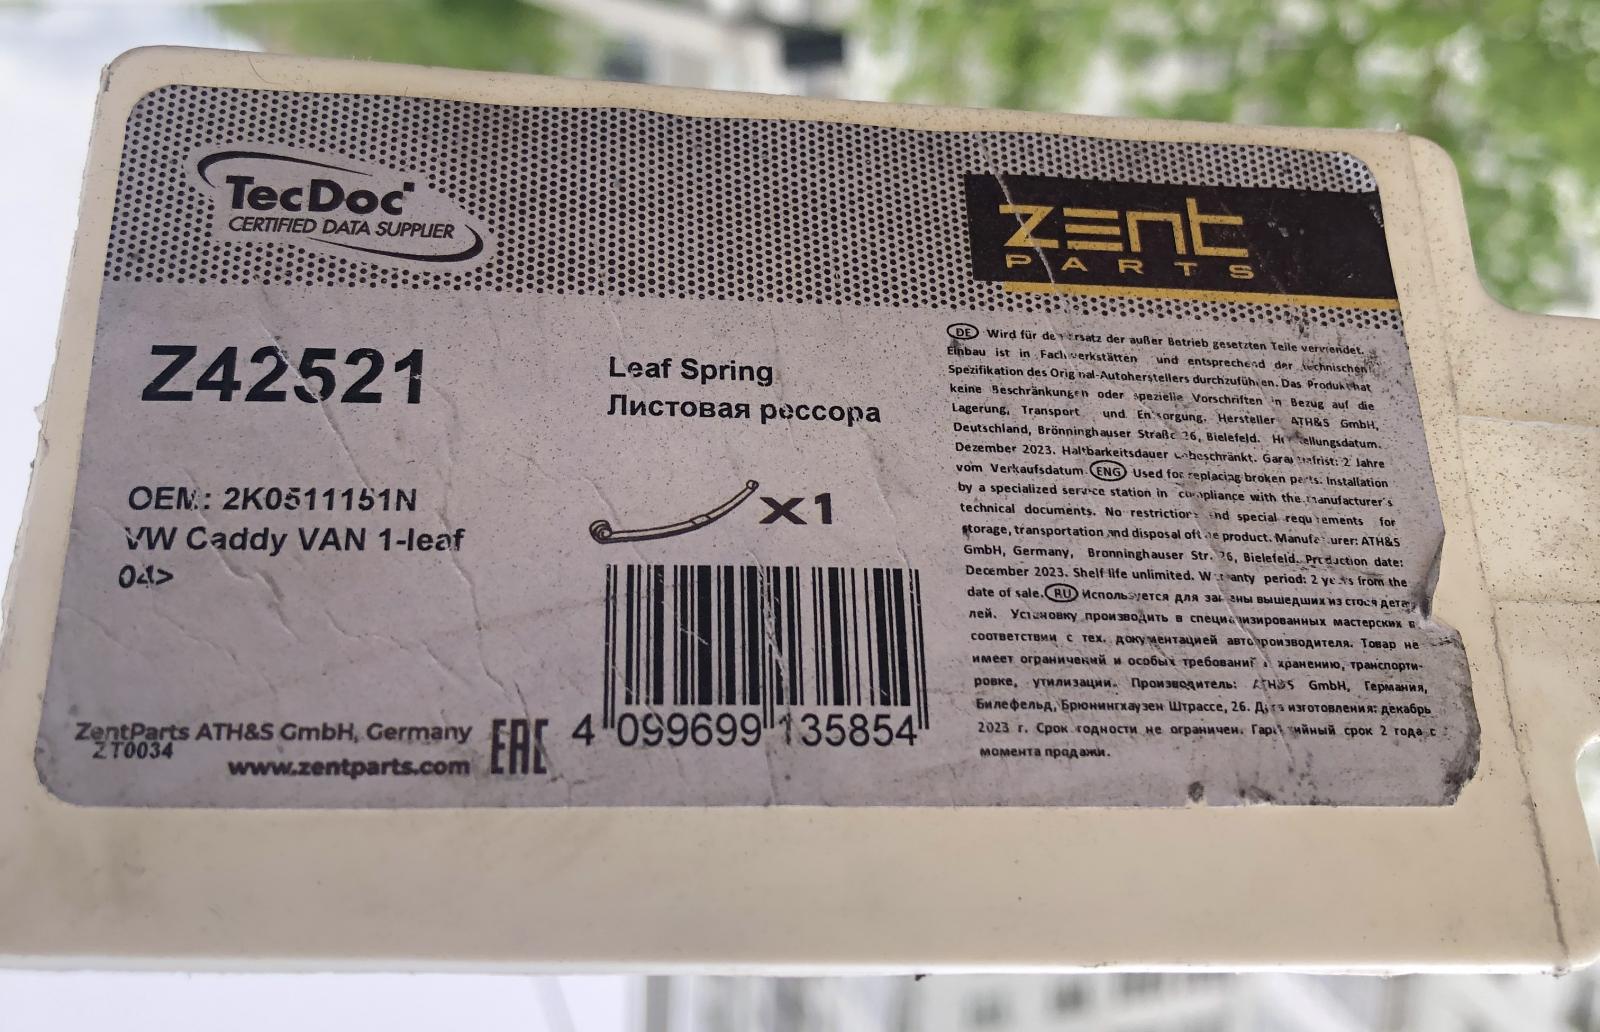 TecDoc
CERTIFIED DATA SUPPLIER
zent
PARTS
Z42521
Leaf Spring
Листовая рессора
OEM: 2K0511151N
VW Caddy VAN 1-leaf
04>
x1
ZentParts ATH&S GmbH, Germany
ZT0034
www.zentparts.com
EAC
4 099699 135854
DE Wird für de ersatz der außer Betrieb gesetzten Teile verwendet.
Einbau ist in Fachwerkstätten und entsprechend der technischen
Spezifikation des Original-Autoherstellers durchzuführen. Das Produkt hat
keine Beschränkungen oder spezielle Vorschriften in Bezug auf die
Lagerung, Transport und Entsorgung. Hersteller ATH&S GmbH,
Deutschland, Brönninghauser Straße 26, Bielefeld. Herstellungsdatum.
Dezember 2023. Haltbarkeitsdauer unbeschränkt. Garantiefrist: 2 Jahre
vom Verkaufsdatum. ENG Used for replacing broken parts. Installation
by a specialized service station in compliance with the manufacturer's
technical documents. No restrictions and special requirements for
storage, transportation and disposal of the product. Manufacturer: ATH&S
GmbH, Germany, Bronninghauser Str. 26, Bielefeld. Production date:
December 2023. Shelf life unlimited. Warranty period: 2 years from the
date of sale. RU Используется для замены вышедших из строя дета-
лей. Установку производить в специализированных мастерских в
соответствии с тех. документацией автопроизводителя. Товар не
имеет ограничений и особых требований к хранению, транспорти-
ровке, утилизации. Производитель: ATH&S GmbH, Германия,
Билефельд, Брюнингхаузен Штрассе, 26. Дата изготовления: декабрь
2023 г. Срок годности не ограничен. Гарантийный срок 2 года с
момента продажи.